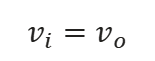 v_i = v_o